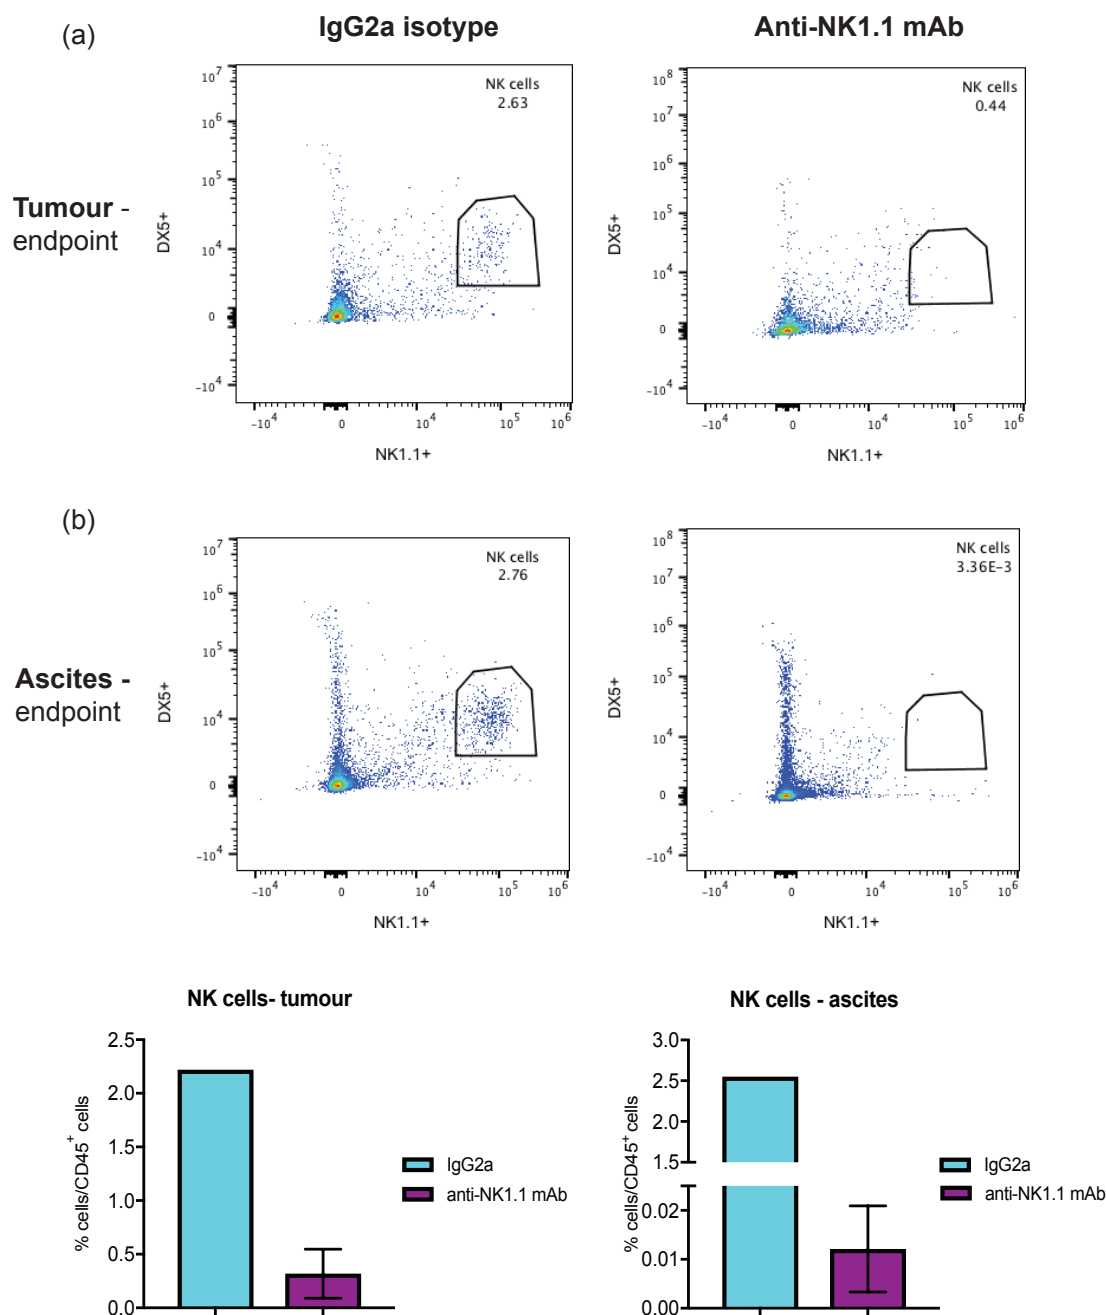 (a)
IgG2a isotype
Anti-NK1.1 mAb
Tumour -
endpoint
DX5+
10^7
10^6
10^5
10^4
0
-10^4
NK cells
2.63
-10^4 0 10^4 10^5 10^6
NK1.1+
DX5+
10^8
10^7
10^6
10^5
10^4
0
-10^4
NK cells
0.44
-10^4 0 10^4 10^5 10^6
NK1.1+
(b)
Ascites -
endpoint
DX5+
10^7
10^6
10^5
10^4
0
-10^4
NK cells
2.76
-10^4 0 10^4 10^5 10^6
NK1.1+
DX5+
10^8
10^7
10^6
10^5
10^4
0
-10^4
NK cells
3.36E-3
-10^4 0 10^4 10^5 10^6
NK1.1+
NK cells- tumour
% cells/CD45^+ cells
2.5
2.0
1.5
1.0
0.5
0.0
IgG2a
anti-NK1.1 mAb
NK cells - ascites
% cells/CD45^+ cells
3.0
2.5
2.0
1.5
0.02
0.01
0.00
IgG2a
anti-NK1.1 mAb